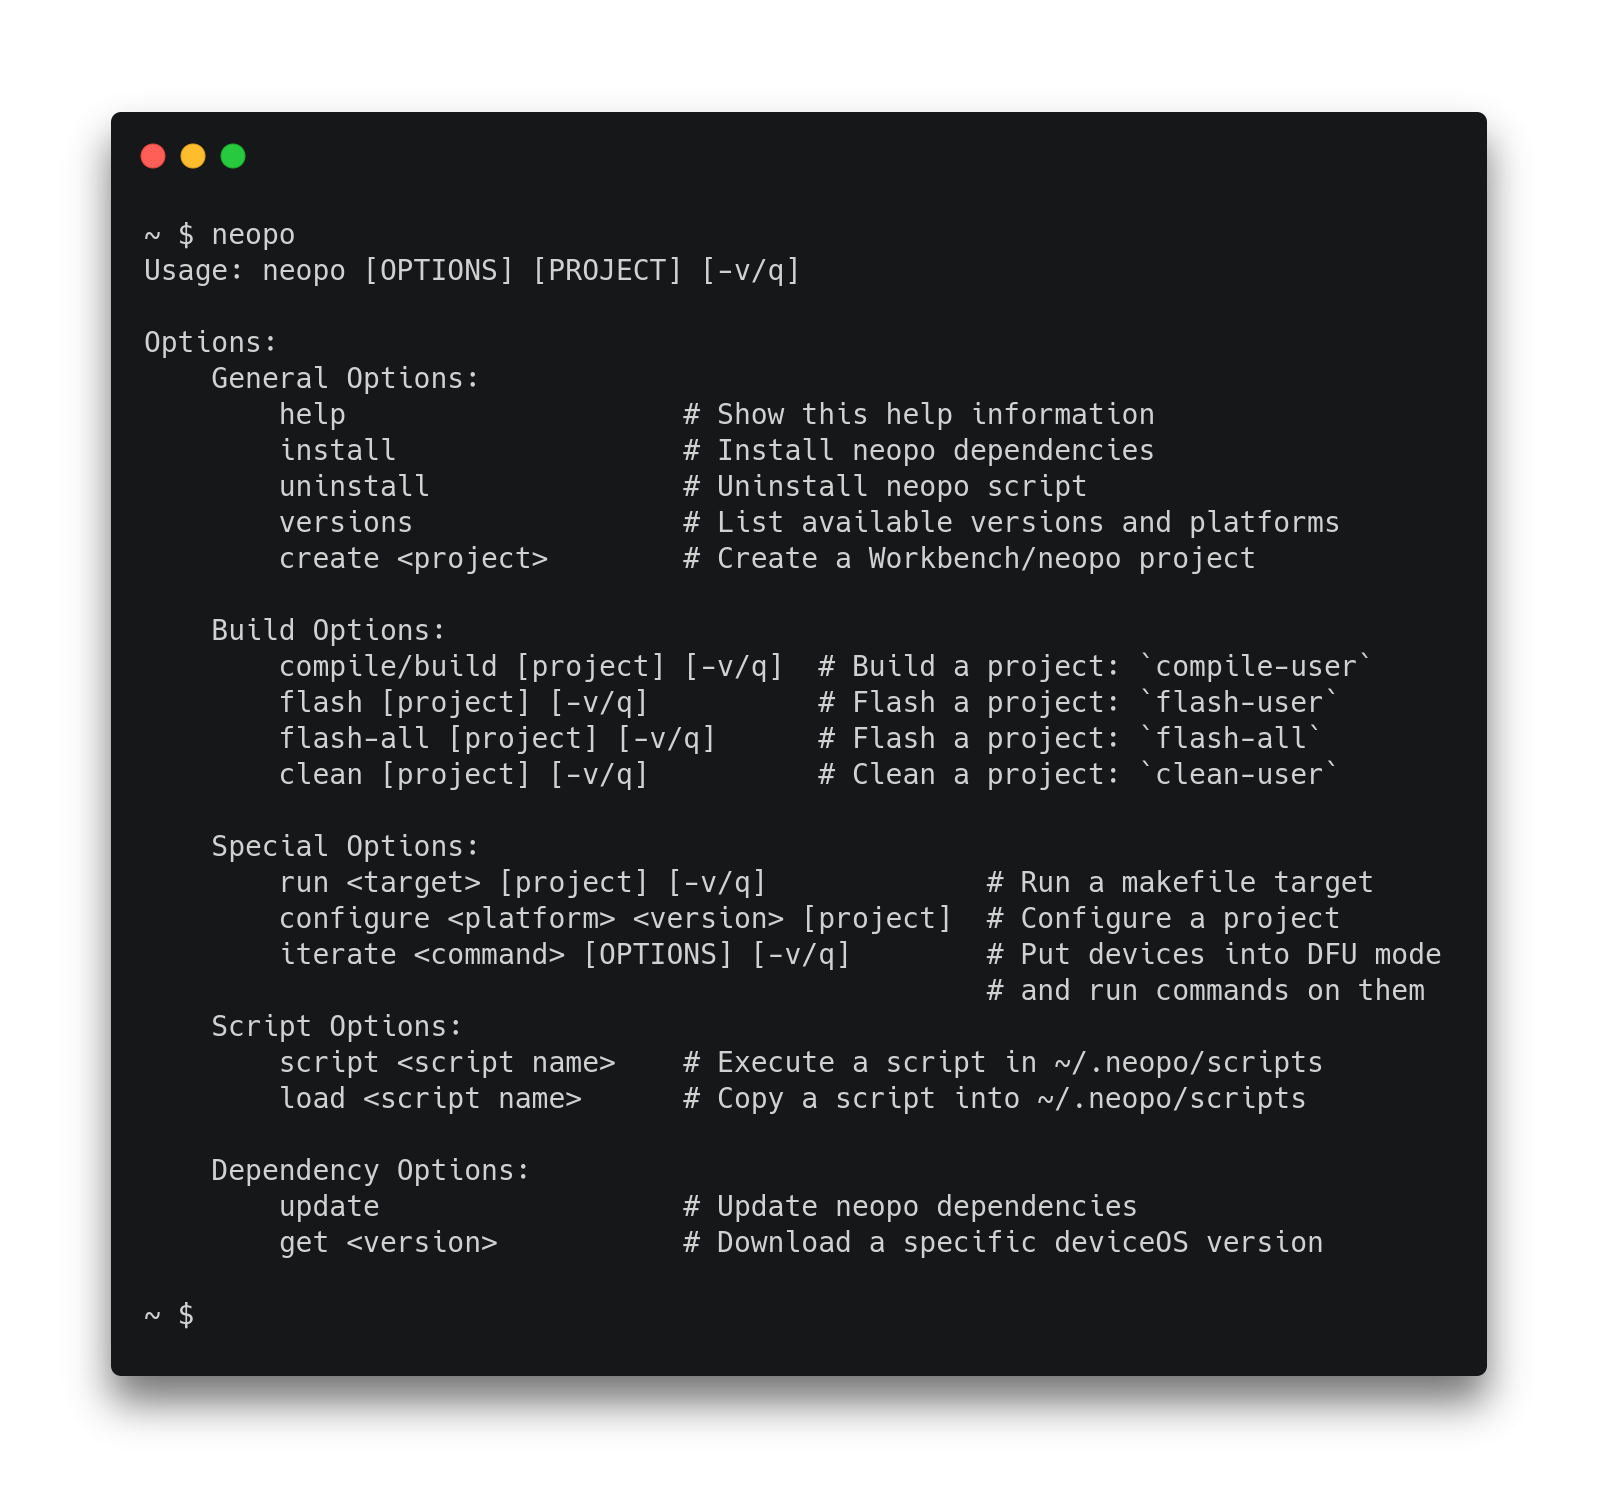 ~ $ neopo
Usage: neopo [OPTIONS] [PROJECT] [-v/q]

Options:
    General Options:
        help                    # Show this help information
        install                 # Install neopo dependencies
        uninstall               # Uninstall neopo script
        versions                # List available versions and platforms
        create <project>        # Create a Workbench/neopo project

    Build Options:
        compile/build [project] [-v/q]  # Build a project: `compile-user`
        flash [project] [-v/q]          # Flash a project: `flash-user`
        flash-all [project] [-v/q]      # Flash a project: `flash-all`
        clean [project] [-v/q]          # Clean a project: `clean-user`

    Special Options:
        run <target> [project] [-v/q]             # Run a makefile target
        configure <platform> <version> [project]  # Configure a project
        iterate <command> [OPTIONS] [-v/q]        # Put devices into DFU mode
                                                  # and run commands on them
    Script Options:
        script <script name>    # Execute a script in ~/.neopo/scripts
        load <script name>      # Copy a script into ~/.neopo/scripts

    Dependency Options:
        update                  # Update neopo dependencies
        get <version>           # Download a specific deviceOS version

~ $